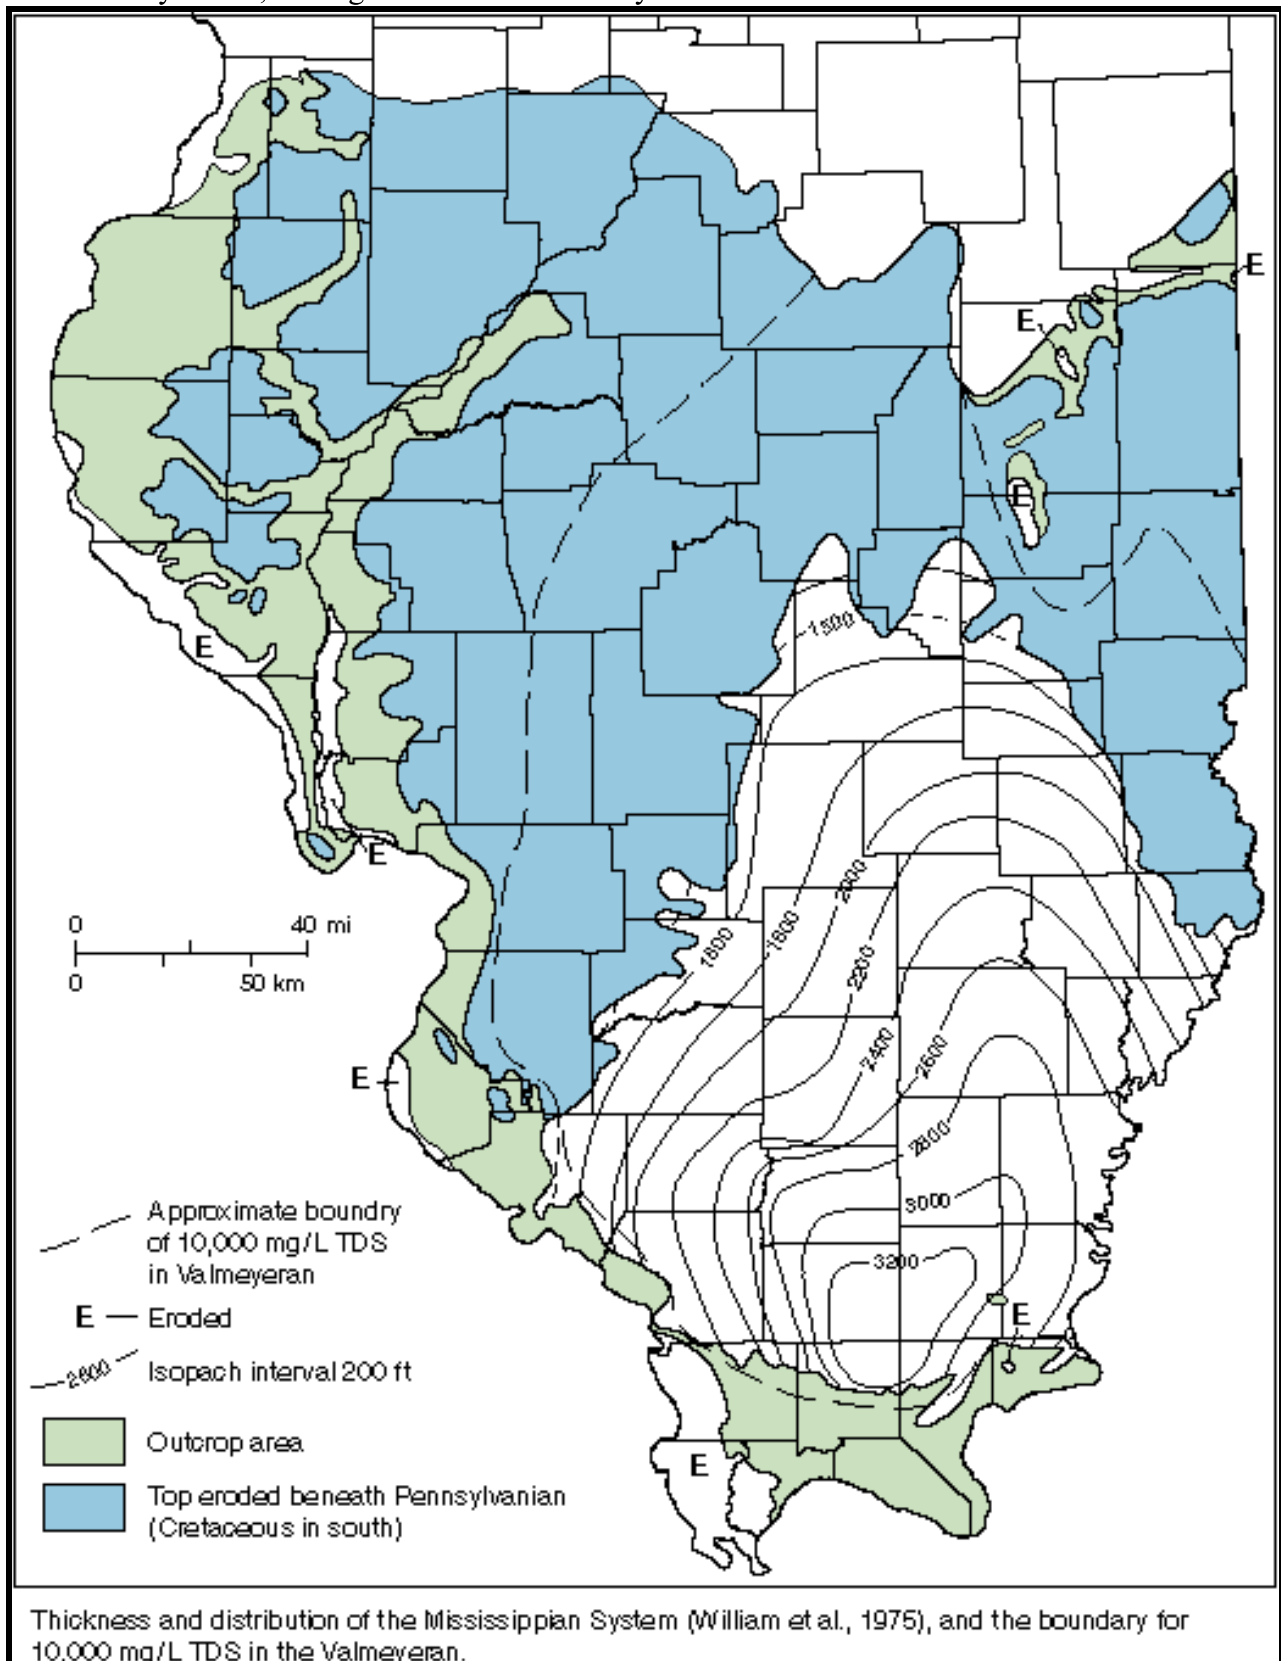 E
E
E
1500
E
E
2000
1800
1600
0 40 mi
0 50 km
2200
2400
2600
E
2800
Approximate boundry
of 10,000 mg/L TDS
in Valmeyeran
3000
3200
E — Eroded
E
2600 Isopach interval 200 ft
Outcrop area
E
Top eroded beneath Pennsylvanian
(Cretaceous in south)
Thickness and distribution of the Mississippian System (William et al., 1975), and the boundary for
10,000 mg/L TDS in the Valmeyeran.